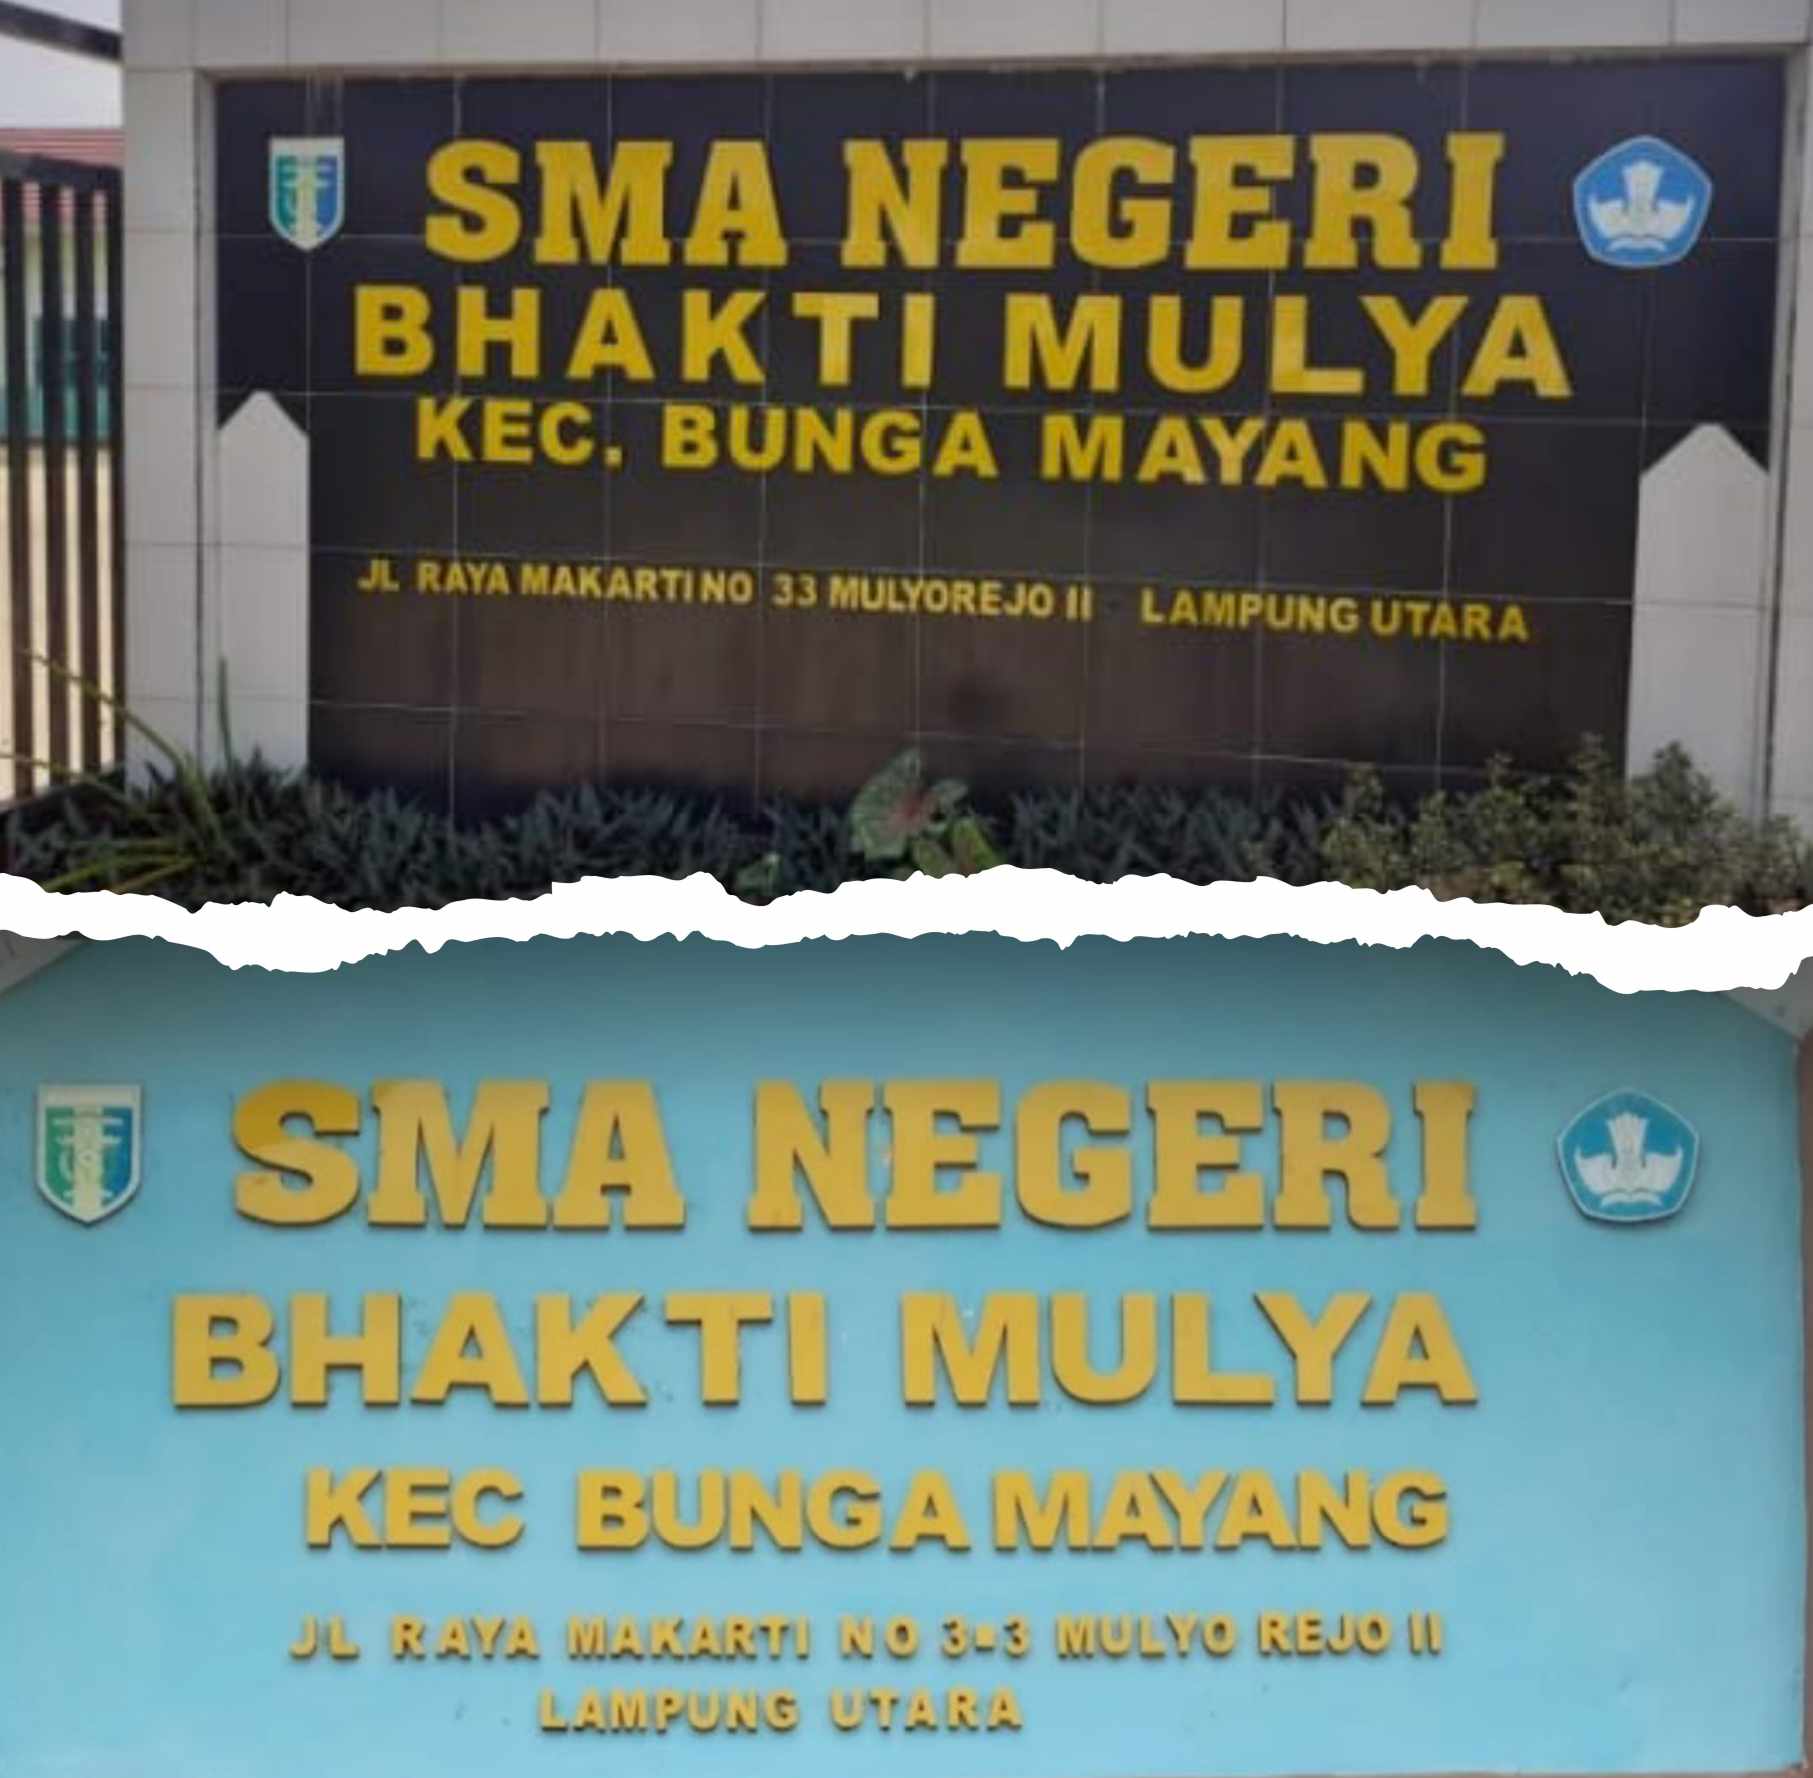 SMA NEGERI
BHAKTI MULYA
KEC. BUNGA MAYANG
JL RAYA MAKARTI NO 33 MULYOREJO II LAMPUNG UTARA
SMA NEGERI
BHAKTI MULYA
KEC BUNGA MAYANG
JL RAYA MAKARTI NO 3-3 MULYO REJO II
LAMPUNG UTARA